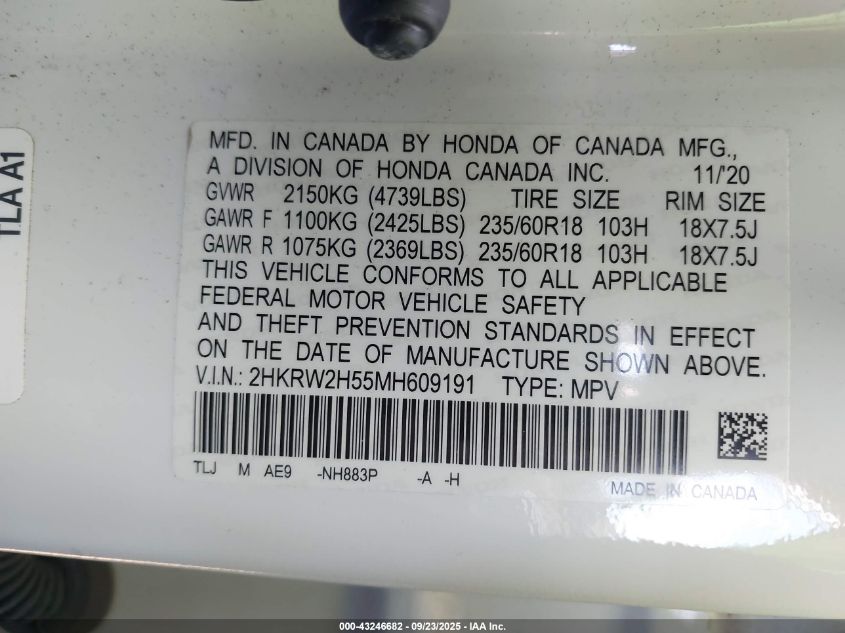 TLA A1
MFD. IN CANADA BY HONDA OF CANADA MFG.,
A DIVISION OF HONDA CANADA INC. 11/'20
GVWR 2150KG (4739LBS) TIRE SIZE RIM SIZE
GAWR F 1100KG (2425LBS) 235/60R18 103H 18X7.5J
GAWR R 1075KG (2369LBS) 235/60R18 103H 18X7.5J
THIS VEHICLE CONFORMS TO ALL APPLICABLE
FEDERAL MOTOR VEHICLE SAFETY
AND THEFT PREVENTION STANDARDS IN EFFECT
ON THE DATE OF MANUFACTURE SHOWN ABOVE.
V.I.N.: 2HKRW2H55MH609191 TYPE: MPV
TLJ M AE9 -NH883P -A -H
MADE IN CANADA
000-43246682 - 09/23/2025 - IAA Inc.